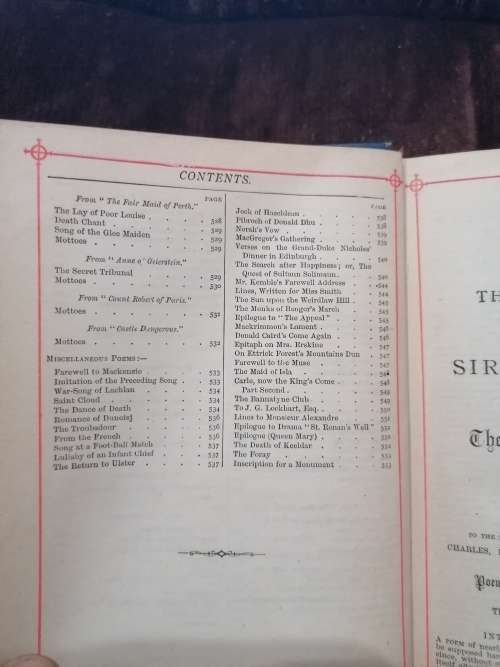 CONTENTS.
PAGE
From "The Fair Maid of Perth."
The Lay of Poor Louise . . 528
Death Chant . . . . 528
Song of the Glee Maiden . . 529
Mottoes . . . . . 529
From "Anne of Geierstein."
The Secret Tribunal . . . 529
Mottoes . . . . . 530
From "Count Robert of Paris."
Mottoes . . . . . 531
From "Castle Dangerous."
Mottoes . . . . . 532
MISCELLANEOUS POEMS:—
Farewell to Mackenzie . . . 533
Imitation of the Preceding Song . 533
War-Song of Lachlan . . . 534
Saint Cloud . . . . 534
The Dance of Death . . . 534
Romance of Dunois . . . 536
The Troubadour . . . . 536
From the French . . . . 536
Song at a Foot-Ball Match . . 537
Lullaby of an Infant Chief . . 537
The Return to Ulster . . . 537
PAGE
Jock of Hazeldean . . . . 538
Pibroch of Donald Dhu . . . 538
Norah's Vow . . . . 539
MacGregor's Gathering . . . 539
Verses on the Grand-Duke Nicholas'
Dinner in Edinburgh . . . 540
The Search after Happiness; or, The
Quest of Sultaun Solimaun . . 540
Mr. Kemble's Farewell Address . 544
Lines, Written for Miss Smith .
The Sun upon the Weirdlaw Hill . 545
The Monks of Bangor's March . . 545
Epilogue to "The Appeal" . . 545
Mackrimmon's Lament . . . 546
Donald Caird's Come Again . . 546
Epitaph on Mrs. Erskine . . 547
On Ettrick Forest's Mountains Dun 547
Farewell to the Muse . . . 547
The Maid of Isla . . . . 548
Carle, now the King's Come . . 548
Part Second . . . . 549
The Bannatyne Club . . . 549
To J. G. Lockhart, Esq. . . . 550
Lines to Monsieur Alexandre . . 551
Epilogue to Drama "St. Ronan's Well" 552
Epilogue (Queen Mary) . . . 552
The Death of Keeldar . . . 552
The Foray . . . . . 553
Inscription for a Monument . . 553
TH
SIR
The
TO THE
CHARLES,
Poem
TH
INT
A POEM of near
be supposed hav
since, withou
itself